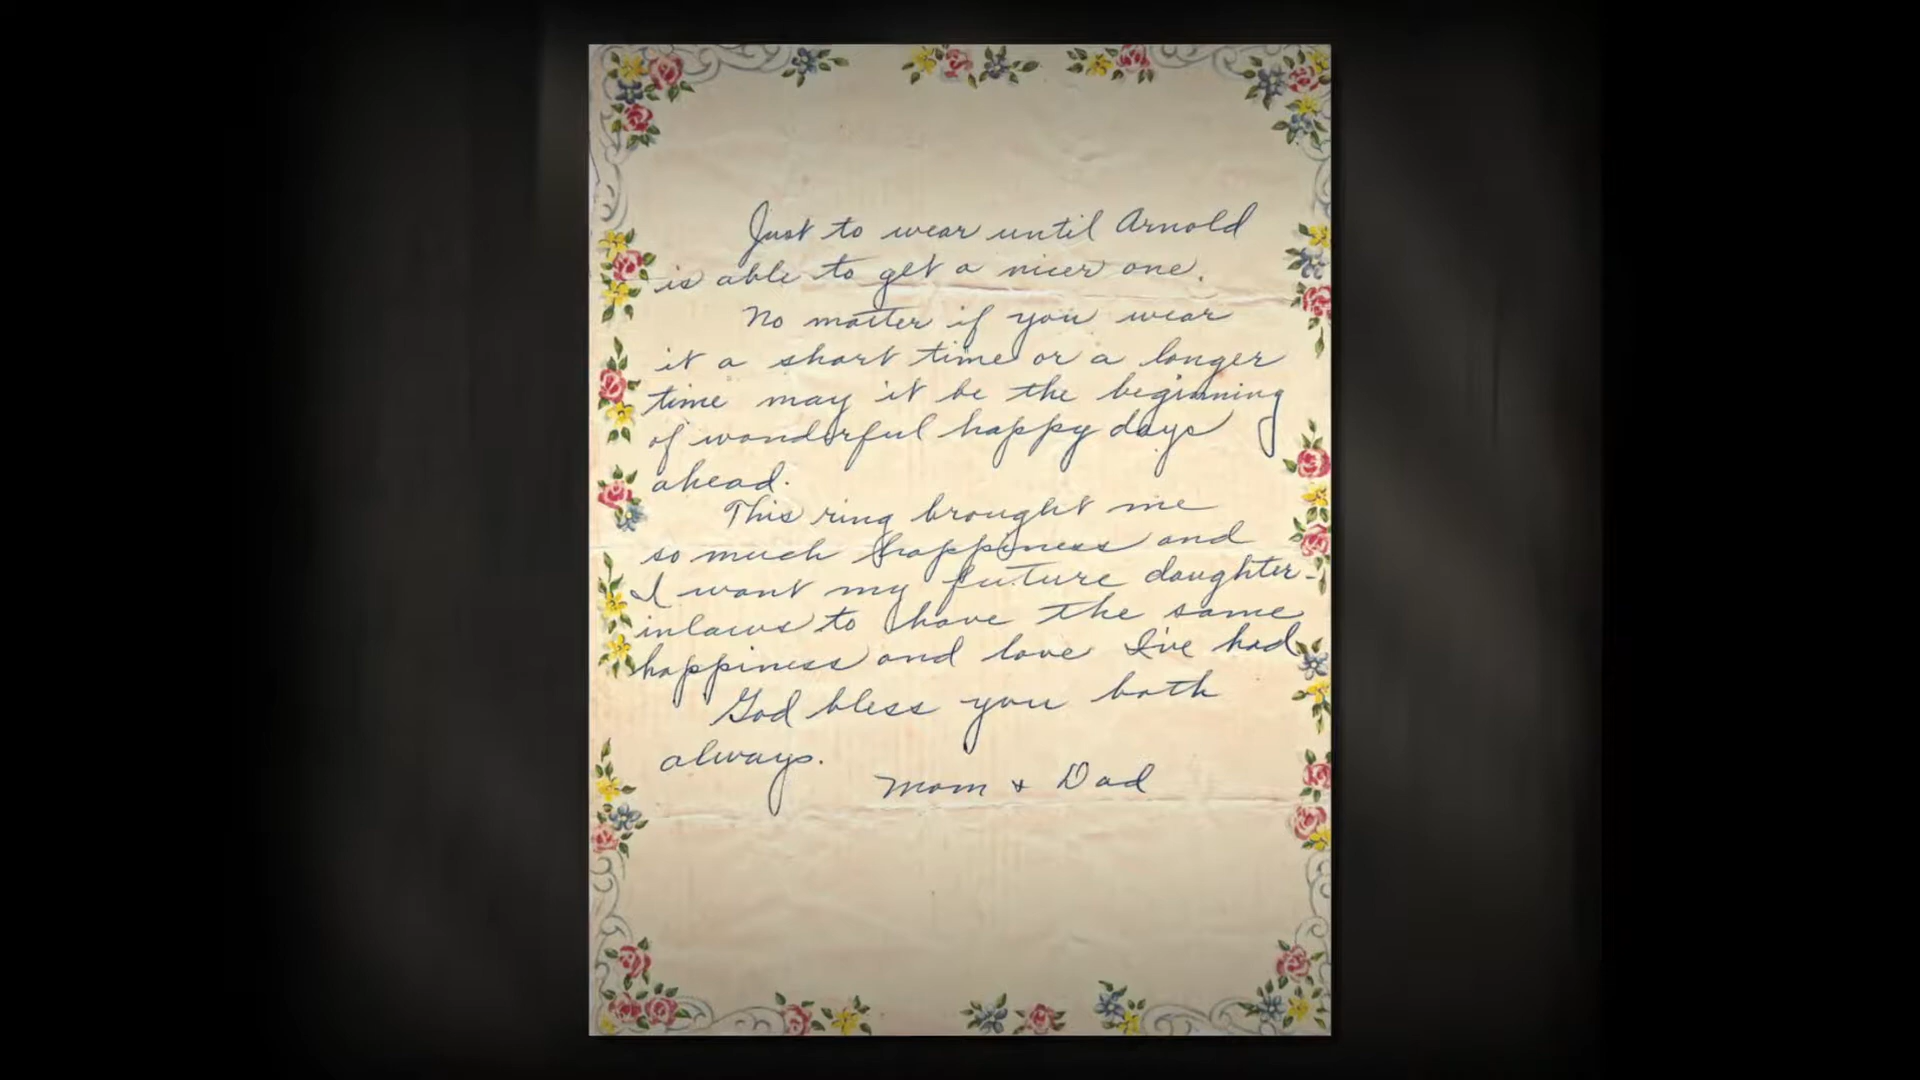 Just to wear until Arnold
is able to get a nicer one.
No matter if you wear
it a short time or a longer
time may it be the beginning
of wonderful happy days
ahead.
This ring brought me
so much happiness and
I want my future daughter-
inlaws to have the same
happiness and love I've had
God bless you both
always.
Mom + Dad